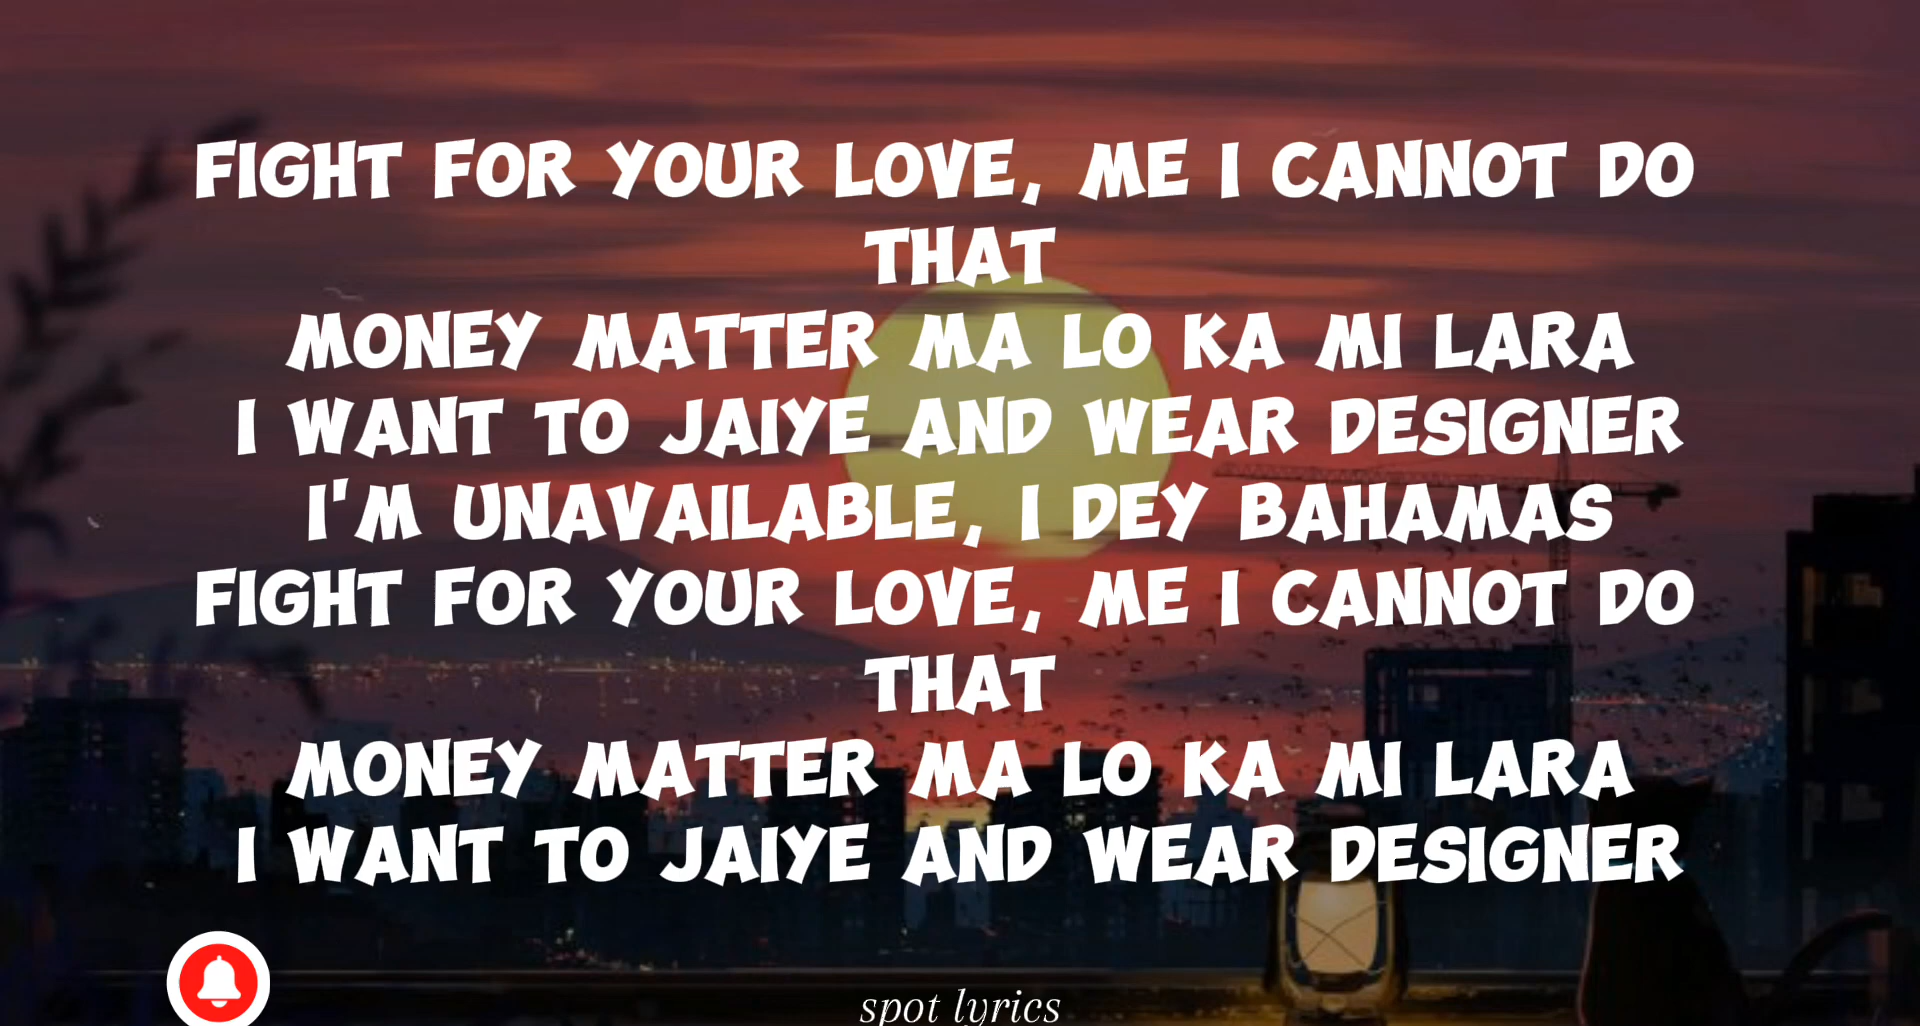 FIGHT FOR YOUR LOVE, ME I CANNOT DO
THAT
MONEY MATTER MA LO KA MI LARA
I WANT TO JAIYE AND WEAR DESIGNER
I'M UNAVAILABLE, I DEY BAHAMAS
FIGHT FOR YOUR LOVE, ME I CANNOT DO
THAT
MONEY MATTER MA LO KA MI LARA
I WANT TO JAIYE AND WEAR DESIGNER
spot lyrics